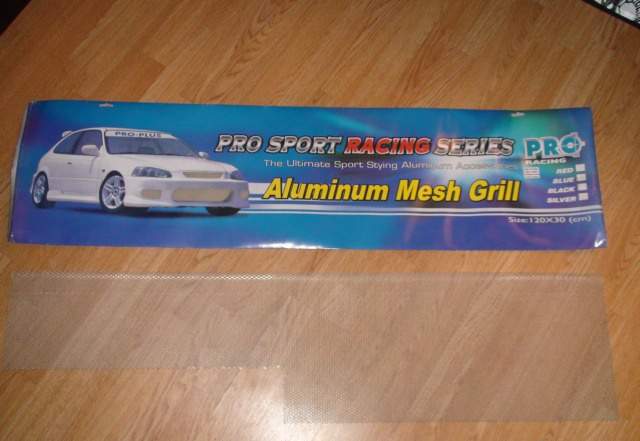 PRO-PLUS
PRO SPORT RACING SERIES
The Ultimate Sport Stying Aluminum
Aluminum Mesh Grill
PRO
RACING
RED
BLUE
BLACK
SILVER
Size:120X30 (cm)